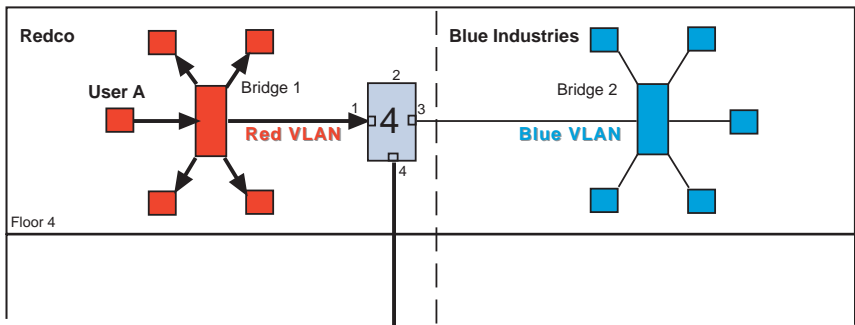 Redco
Blue Industries
Bridge 1
2
Bridge 2
User A
1
4
3
Red VLAN
Blue VLAN
4
Floor 4